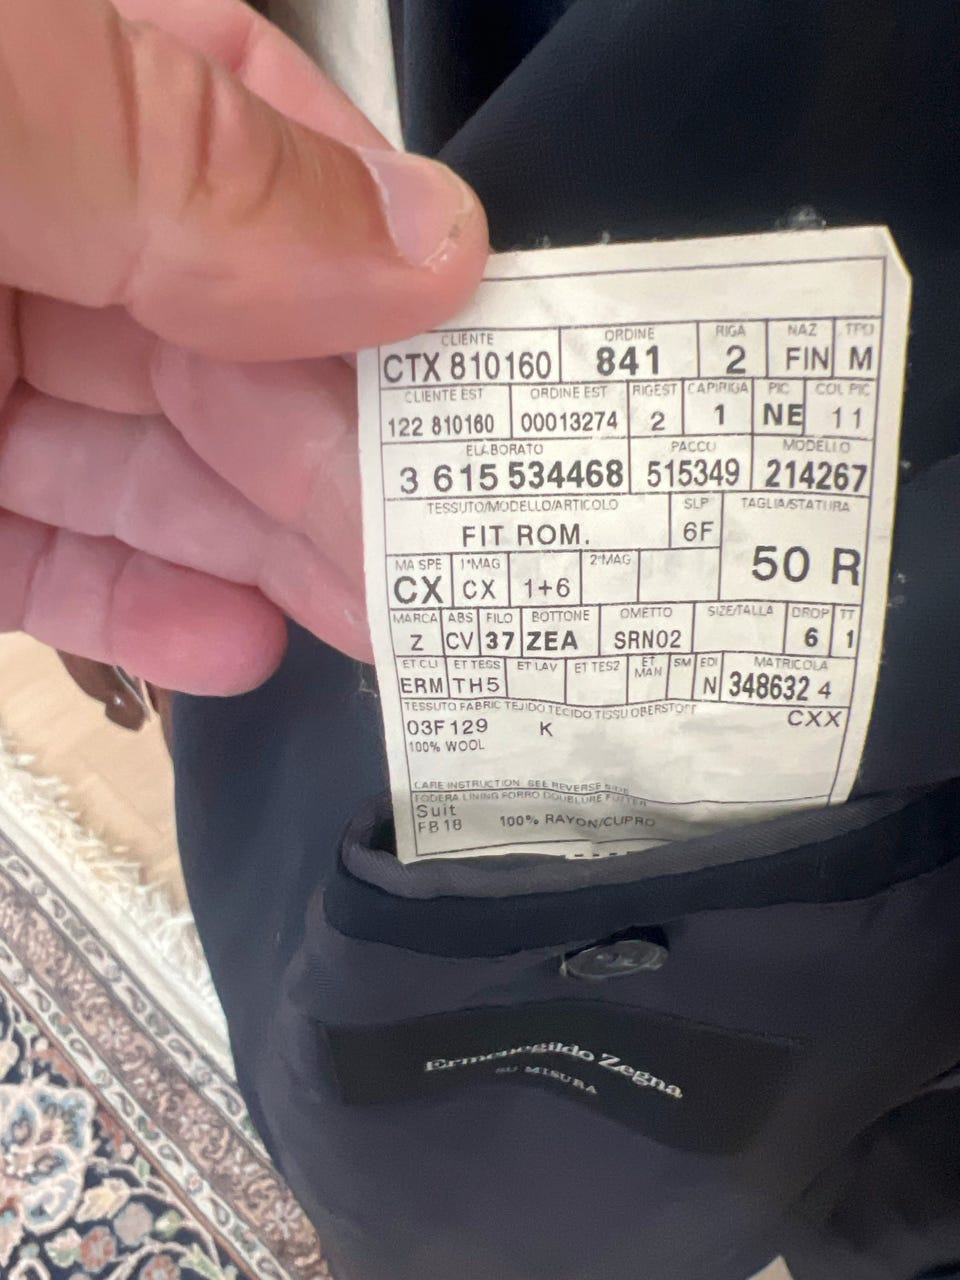 CLIENTE ORDINE RIGA NAZ TPO
CTX 810160 841 2 FIN M
CLIENTE EST ORDINE EST RIGEST CAPIRIGA PIC COL PIC
122 810160 00013274 2 1 NE 11
ELABORATO PACCO MODELLO
3 615 534468 515349 214267
TESSUTO/MODELLO/ARTICOLO SLP TAGLIA/STATURA
FIT ROM. 6F 50 R
MA SPE 1°MAG 2°MAG
CX CX 1+6
MARCA ABS FILO BOTTONE OMETTO SIZE/TALLA DROP TT
Z CV 37 ZEA SRN02 6 1
ET CLI ET TESS ET LAV ET TES2 ET MAN SM EDI MATRICOLA
ERM TH5 N 348632 4
TESSUTO FABRIC TEJIDO TECIDO TISSU OBERSTOFF
03F129 K CXX
100% WOOL
CARE INSTRUCTION SEE REVERSE SIDE
FODERA LINING FORRO DOUBLURE FUTTER
Suit
FB18 100% RAYON/CUPRO
Ermenegildo Zegna
SU MISURA